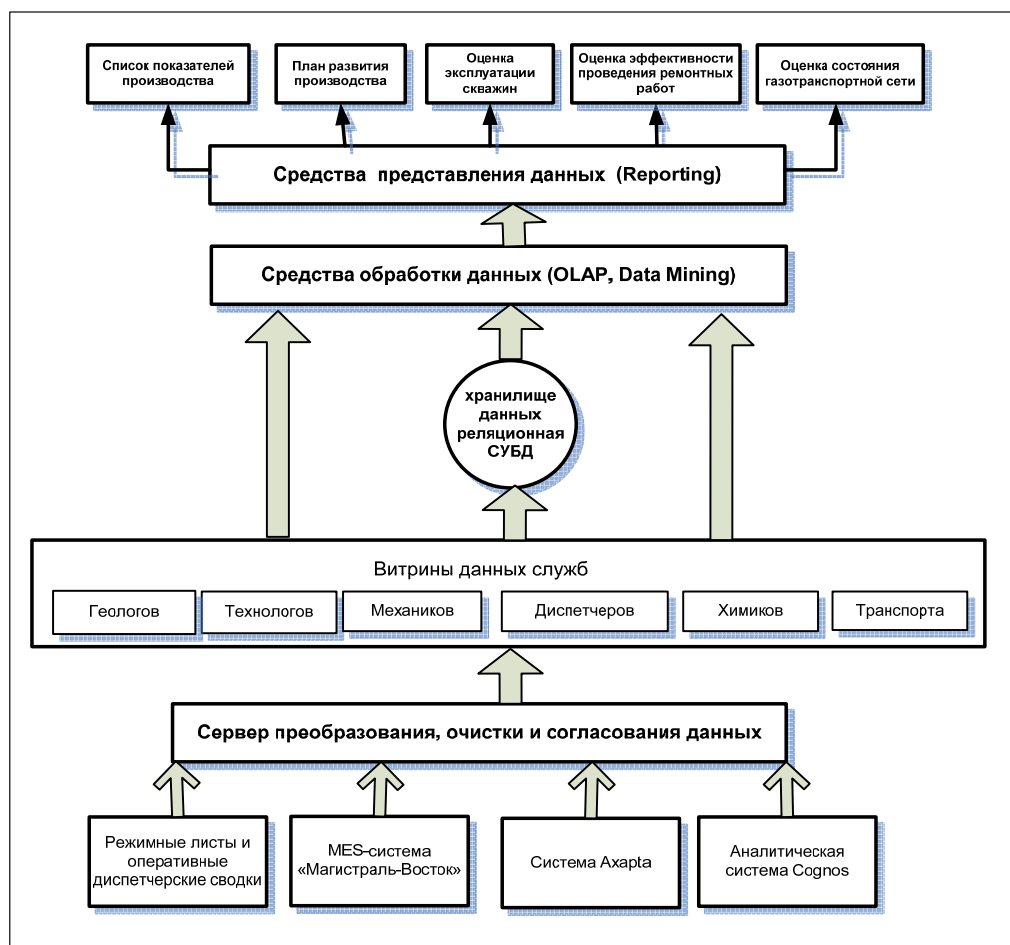 Список показателей
производства
План развития
производства
Оценка
эксплуатации
скважин
Оценка эффективности
проведения ремонтных
работ
Оценка состояния
газотранспортной сети
Средства представления данных (Reporting)
Средства обработки данных (OLAP, Data Mining)
хранилище
данных
реляционная
СУБД
Витрины данных служб
Геологов
Технологов
Механиков
Диспетчеров
Химиков
Транспорта
Сервер преобразования, очистки и согласования данных
Режимные листы и
оперативные
диспетчерские сводки
MES-система
«Магистраль-Восток»
Система Axapta
Аналитическая
система Cognos